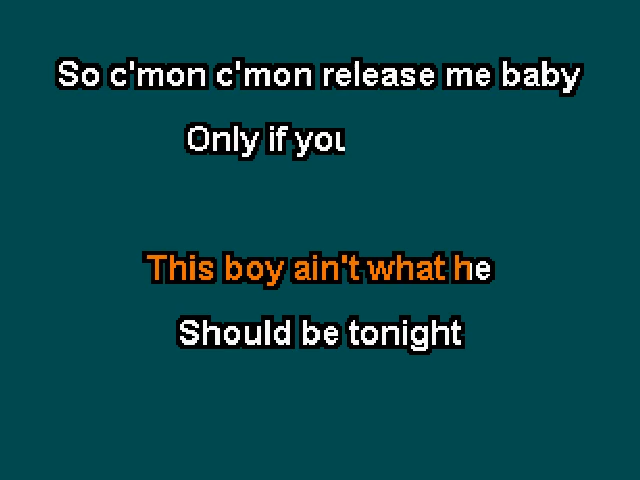 So c'mon c'mon release me baby
Only if you
This boy ain't what he
Should be tonight